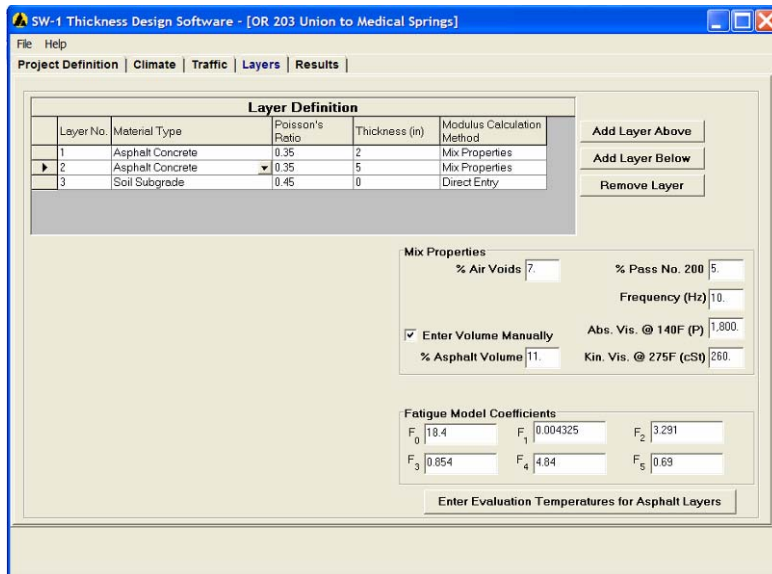 SW-1 Thickness Design Software - [OR 203 Union to Medical Springs]
File Help
Project Definition | Climate | Traffic | Layers | Results |
Layer Definition
Layer No. Material Type Poisson's Ratio Thickness (in) Modulus Calculation Method
1 Asphalt Concrete 0.35 2 Mix Properties
2 Asphalt Concrete 0.35 5 Mix Properties
3 Soil Subgrade 0.45 0 Direct Entry
Add Layer Above
Add Layer Below
Remove Layer
Mix Properties
% Air Voids 7. % Pass No. 200 5.
Frequency (Hz) 10.
Enter Volume Manually Abs. Vis. @ 140F (P) 1,800.
% Asphalt Volume 11. Kin. Vis. @ 275F (cSt) 260.
Fatigue Model Coefficients
F0 18.4 F1 0.004325 F2 3.291
F3 0.854 F4 4.84 F5 0.69
Enter Evaluation Temperatures for Asphalt Layers